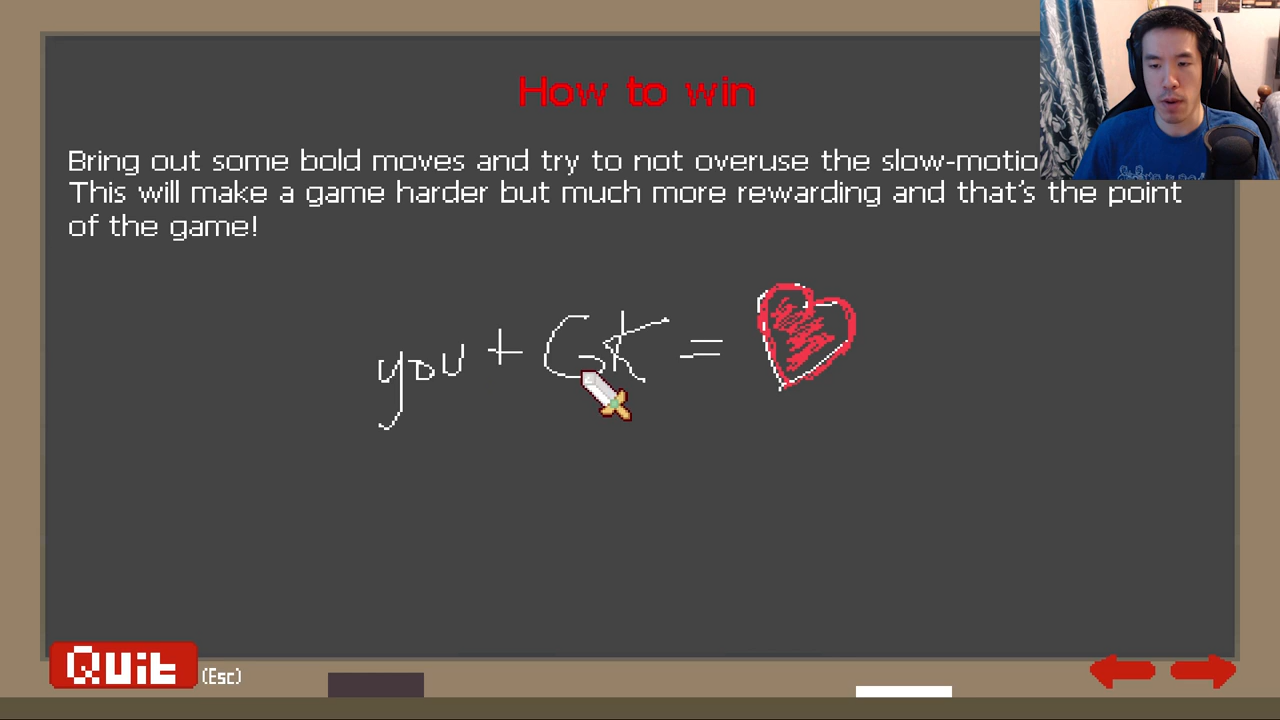 How to win
Bring out some bold moves and try to not overuse the slow-motio
This will make a game harder but much more rewarding and that's the point
of the game!
you + GK =
Quit (Esc)